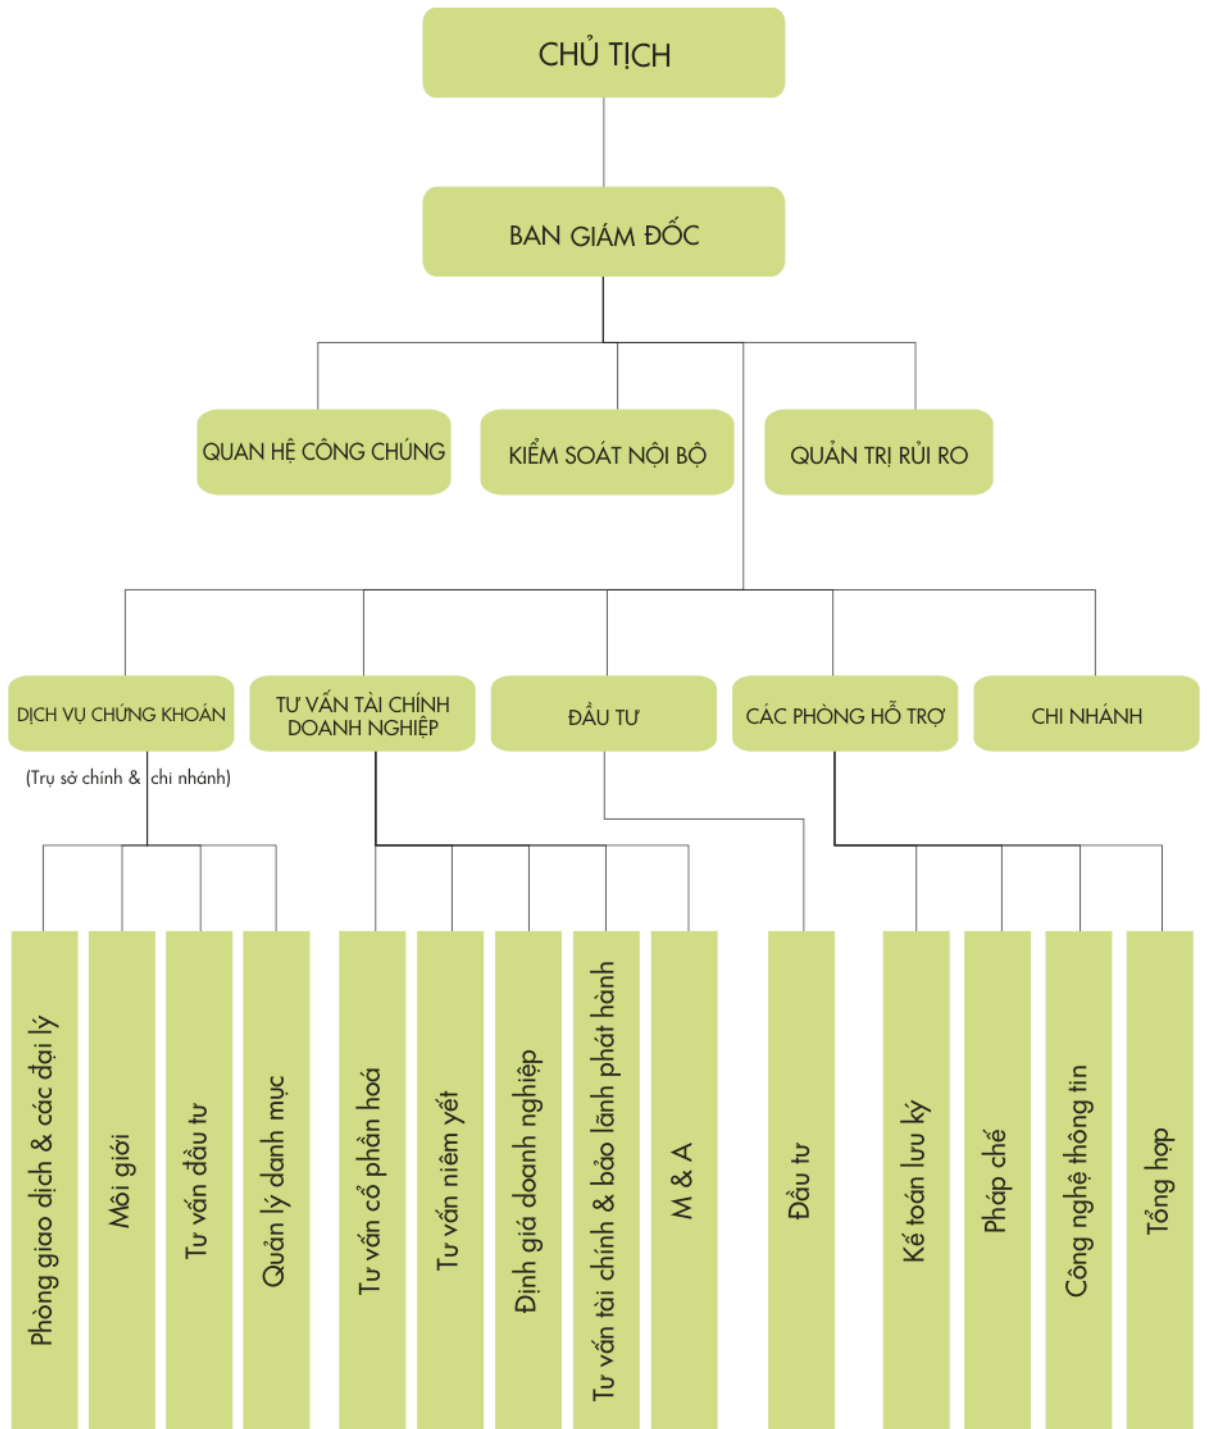 CHỦ TỊCH
BAN GIÁM ĐỐC
QUAN HỆ CÔNG CHÚNG
KIỂM SOÁT NỘI BỘ
QUẢN TRỊ RỦI RO
DỊCH VỤ CHỨNG KHOÁN
(Trụ sở chính & chi nhánh)
TƯ VẤN TÀI CHÍNH
DOANH NGHIỆP
ĐẦU TƯ
CÁC PHÒNG HỖ TRỢ
CHI NHÁNH
Phòng giao dịch & các đại lý
Môi giới
Tư vấn đầu tư
Quản lý danh mục
Tư vấn cổ phần hoá
Tư vấn niêm yết
Định giá doanh nghiệp
Tư vấn tài chính & bảo lãnh phát hành
M & A
Đầu tư
Kế toán lưu ký
Pháp chế
Công nghệ thông tin
Tổng hợp